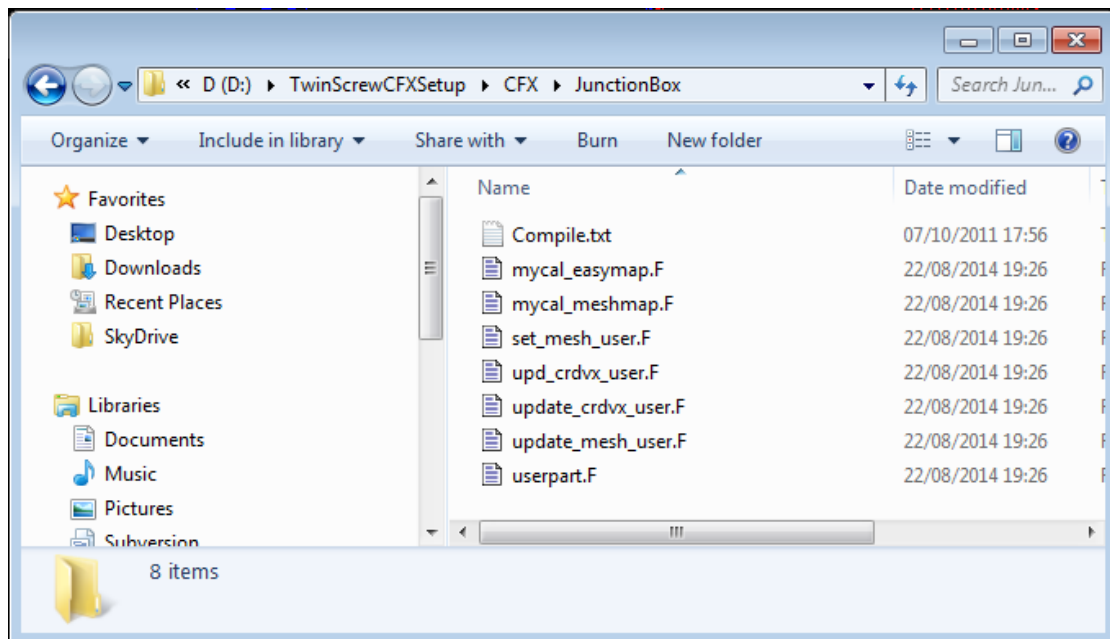 « D (D:) ▸ TwinScrewCFXSetup ▸ CFX ▸ JunctionBox
Search Jun...
Organize Include in library Share with Burn New folder
Favorites
Desktop
Downloads
Recent Places
SkyDrive
Libraries
Documents
Music
Pictures
Subversion
Name Date modified
Compile.txt 07/10/2011 17:56
mycal_easymap.F 22/08/2014 19:26
mycal_meshmap.F 22/08/2014 19:26
set_mesh_user.F 22/08/2014 19:26
upd_crdvx_user.F 22/08/2014 19:26
update_crdvx_user.F 22/08/2014 19:26
update_mesh_user.F 22/08/2014 19:26
userpart.F 22/08/2014 19:26
8 items